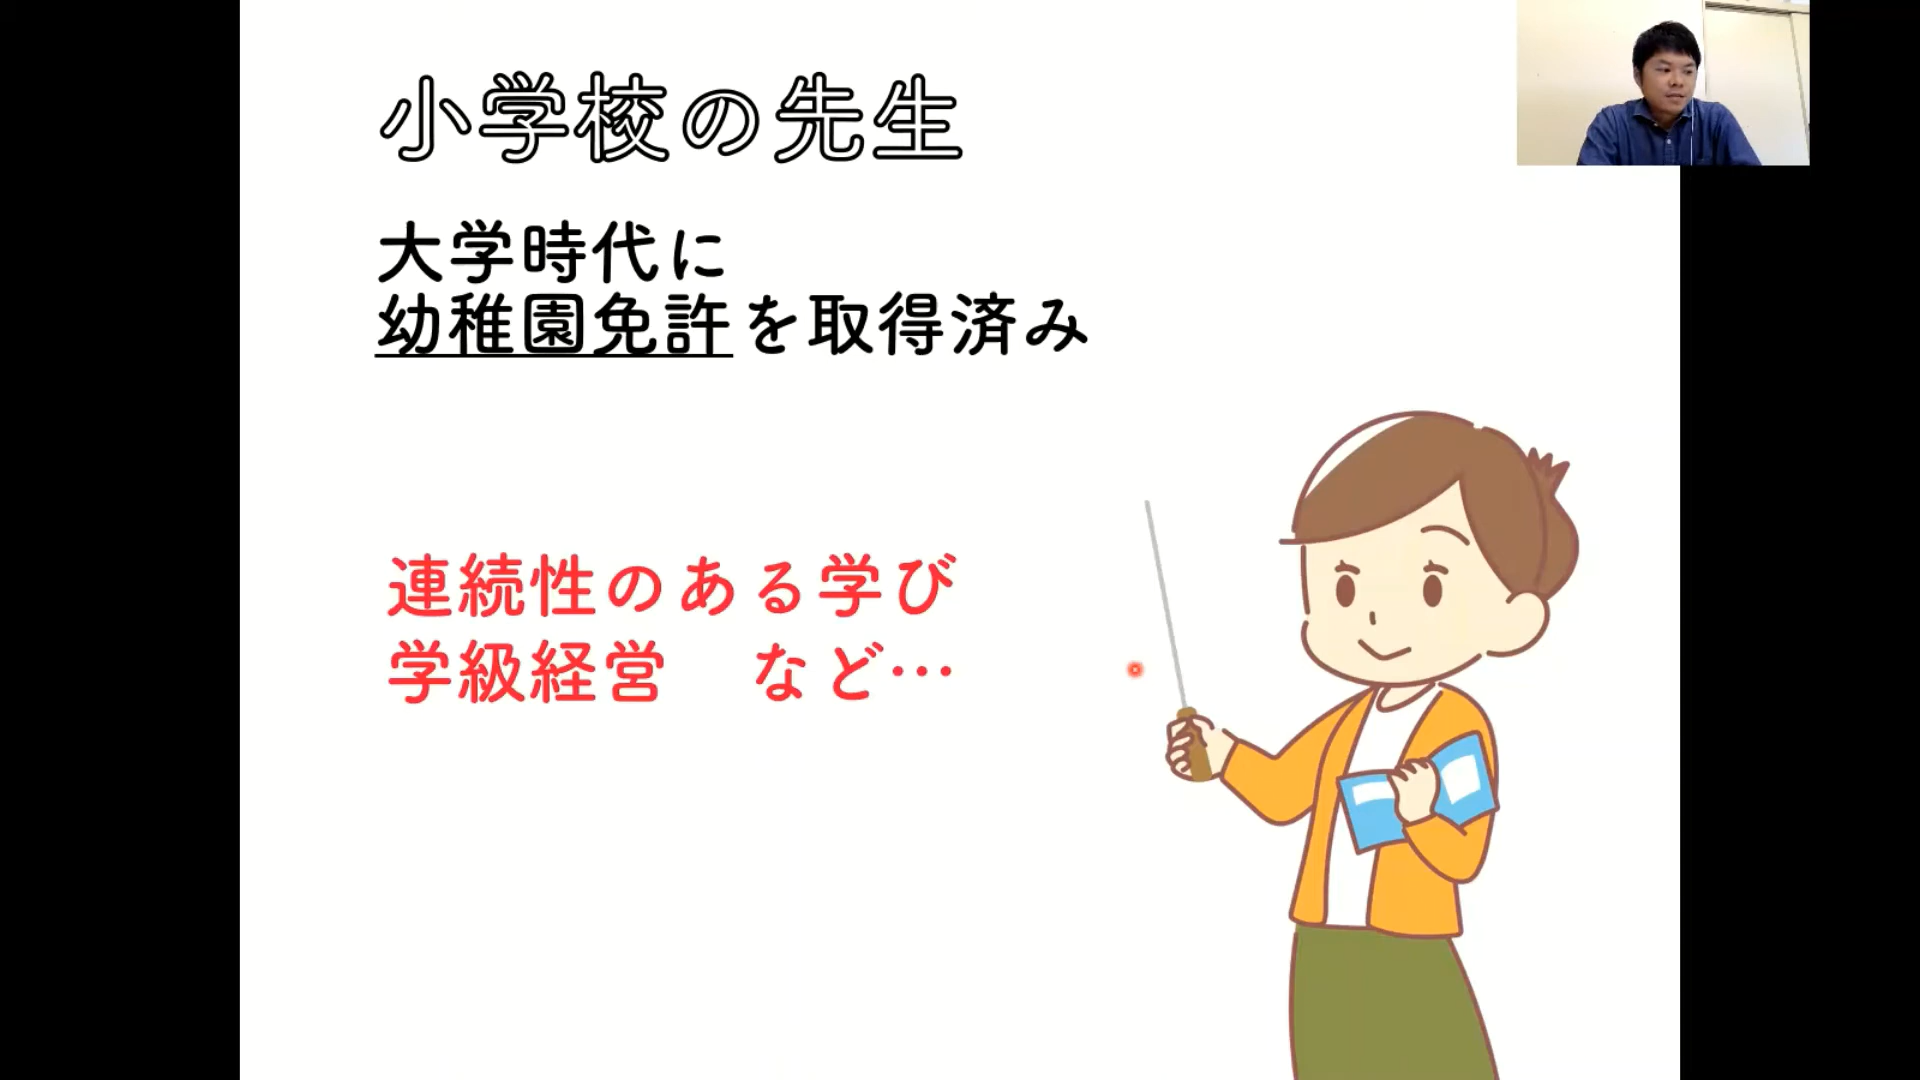 小学校の先生
大学時代に
幼稚園免許を取得済み
連続性のある学び
学級経営　など…